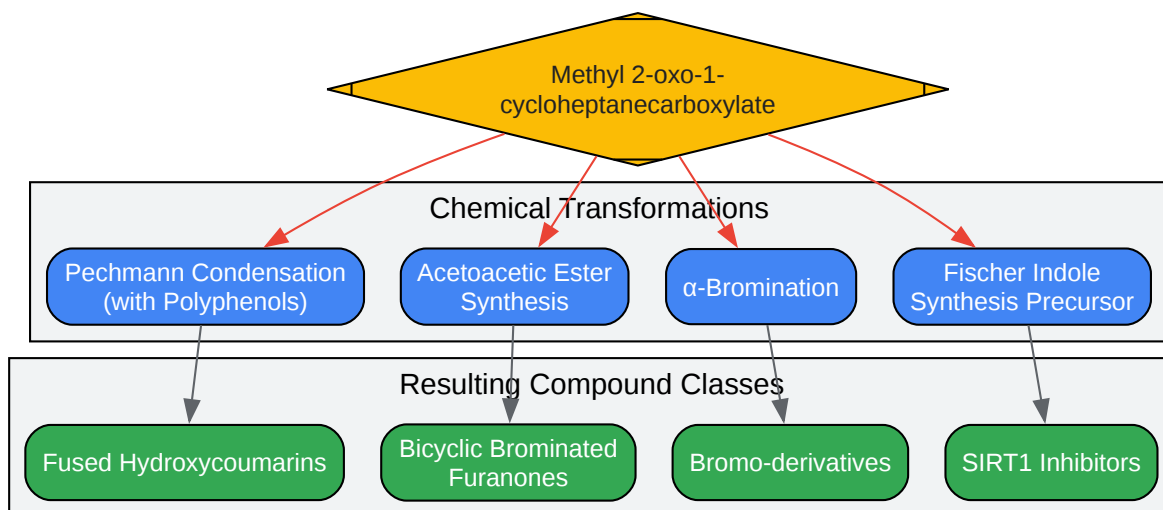 Methyl 2-oxo-1-
cycloheptanecarboxylate
Chemical Transformations
Pechmann Condensation
(with Polyphenols)
Acetoacetic Ester
Synthesis
α-Bromination
Fischer Indole
Synthesis Precursor
Resulting Compound Classes
Fused Hydroxycoumarins
Bicyclic Brominated
Furanones
Bromo-derivatives
SIRT1 Inhibitors